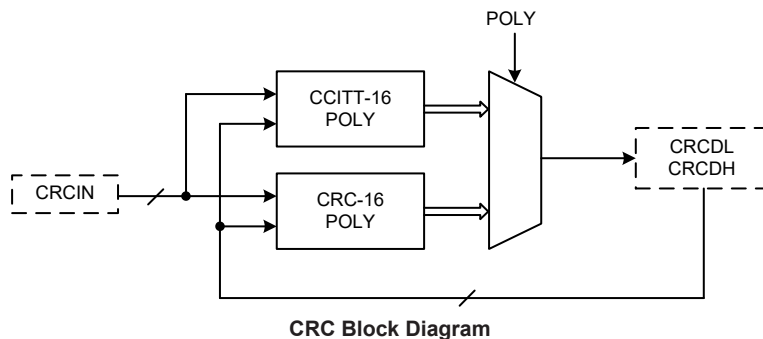 POLY
CCITT-16
POLY
CRCDL
CRCDH
CRCIN
CRC-16
POLY
CRC Block Diagram